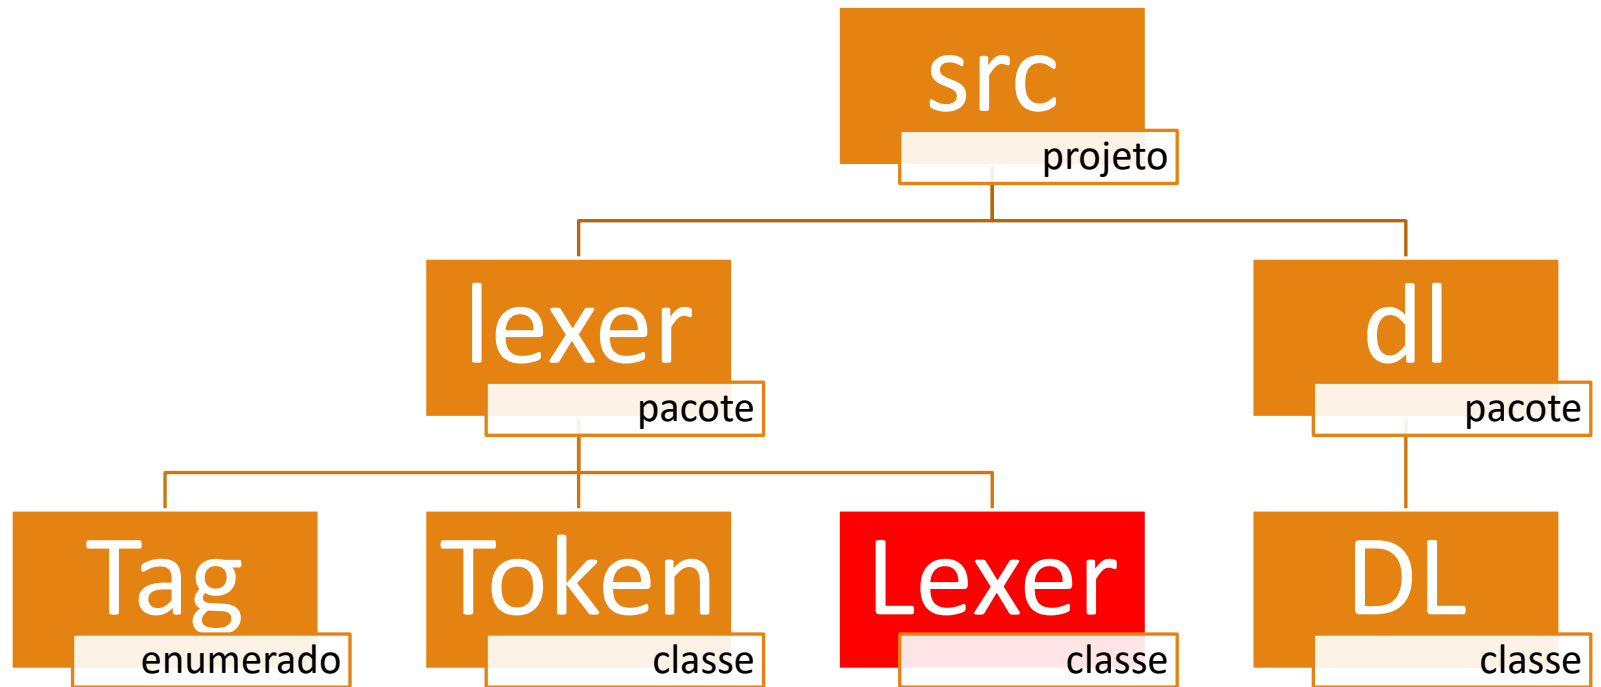 src
projeto
lexer
pacote
dl
pacote
Tag
enumerado
Token
classe
Lexer
classe
DL
classe